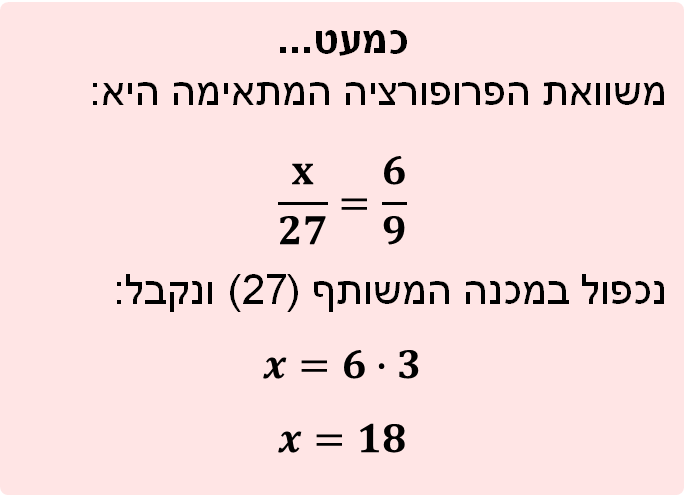 כמעט...
משוואת הפרופורציה המתאימה היא:
x/27 = 6/9
נכפול במכנה המשותף (27) ונקבל:
x = 6 · 3
x = 18